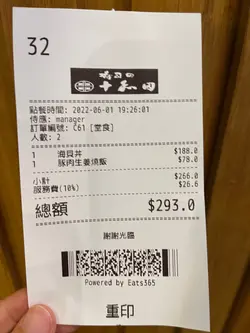 32
壽司の
十和田
點餐時間: 2022-06-01 19:26:01
侍應: manager
訂單編號: C61 [堂食]
人數: 2
1 海貝丼 $188.0
1 豚肉生姜燒飯 $78.0
小計 $266.0
服務費(10%) $26.6
總額 $293.0
謝謝光臨
Powered by Eats365
重印